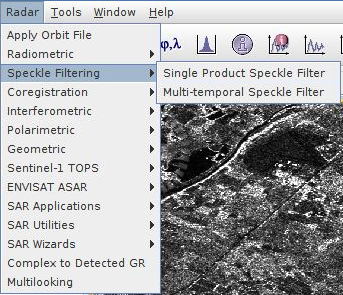 Radar Tools Window Help
Apply Orbit File
Radiometric
Speckle Filtering
Single Product Speckle Filter
Multi-temporal Speckle Filter
Coregistration
Interferometric
Polarimetric
Geometric
Sentinel-1 TOPS
ENVISAT ASAR
SAR Applications
SAR Utilities
SAR Wizards
Complex to Detected GR
Multilooking
φ,λ